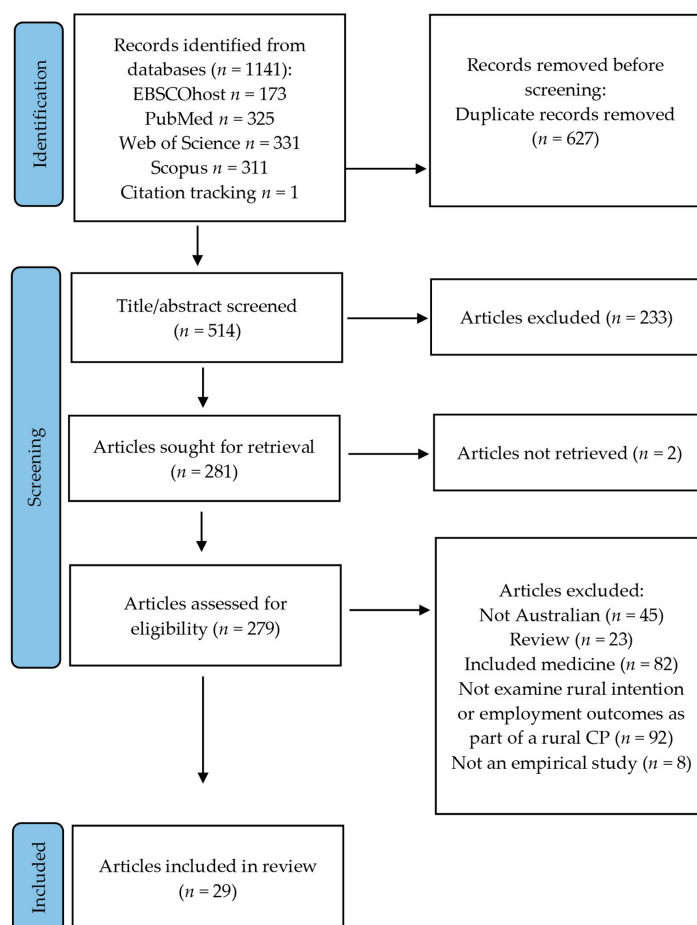 Identification
Records identified from
databases (n = 1141):
EBSCOhost n = 173
PubMed n = 325
Web of Science n = 331
Scopus n = 311
Citation tracking n = 1
Records removed before
screening:
Duplicate records removed
(n = 627)
Screening
Title/abstract screened
(n = 514)
Articles excluded (n = 233)
Articles sought for retrieval
(n = 281)
Articles not retrieved (n = 2)
Articles assessed for
eligibility (n = 279)
Articles excluded:
Not Australian (n = 45)
Review (n = 23)
Included medicine (n = 82)
Not examine rural intention
or employment outcomes as
part of a rural CP (n = 92)
Not an empirical study (n = 8)
Included
Articles included in review
(n = 29)